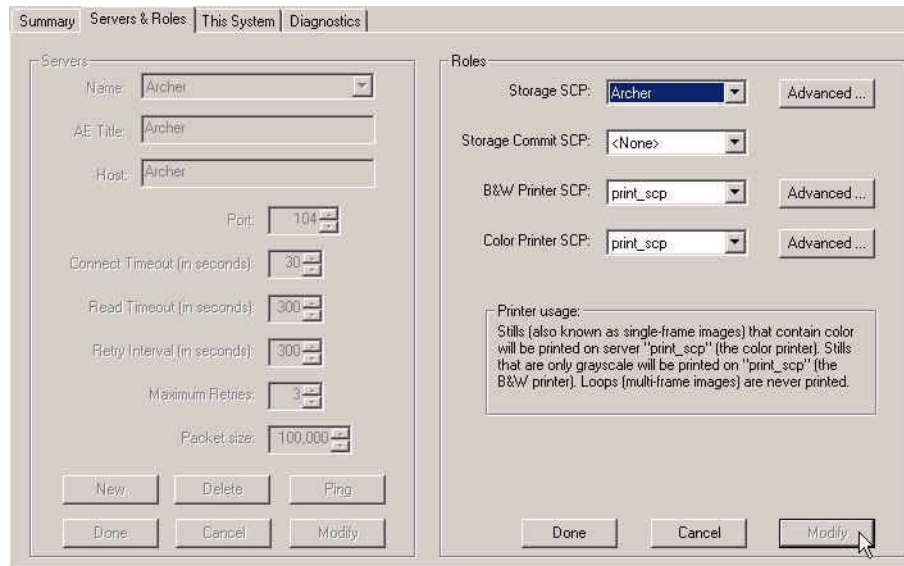 Summary
Servers & Roles
This System
Diagnostics
Servers
Name: Archer
AE Title: Archer
Host: Archer
Port: 104
Connect Timeout (in seconds): 30
Read Timeout (in seconds): 300
Retry Interval (in seconds): 300
Maximum Retries: 3
Packet size: 100,000
New
Delete
Ping
Done
Cancel
Modify
Roles
Storage SCP: Archer
Advanced ...
Storage Commit SCP: <None>
B&W Printer SCP: print_scp
Advanced ...
Color Printer SCP: print_scp
Advanced ...
Printer usage:
Stills (also known as single-frame images) that contain color
will be printed on server "print_scp" (the color printer). Stills
that are only grayscale will be printed on "print_scp" (the
B&W printer). Loops (multi-frame images) are never printed.
Done
Cancel
Modify